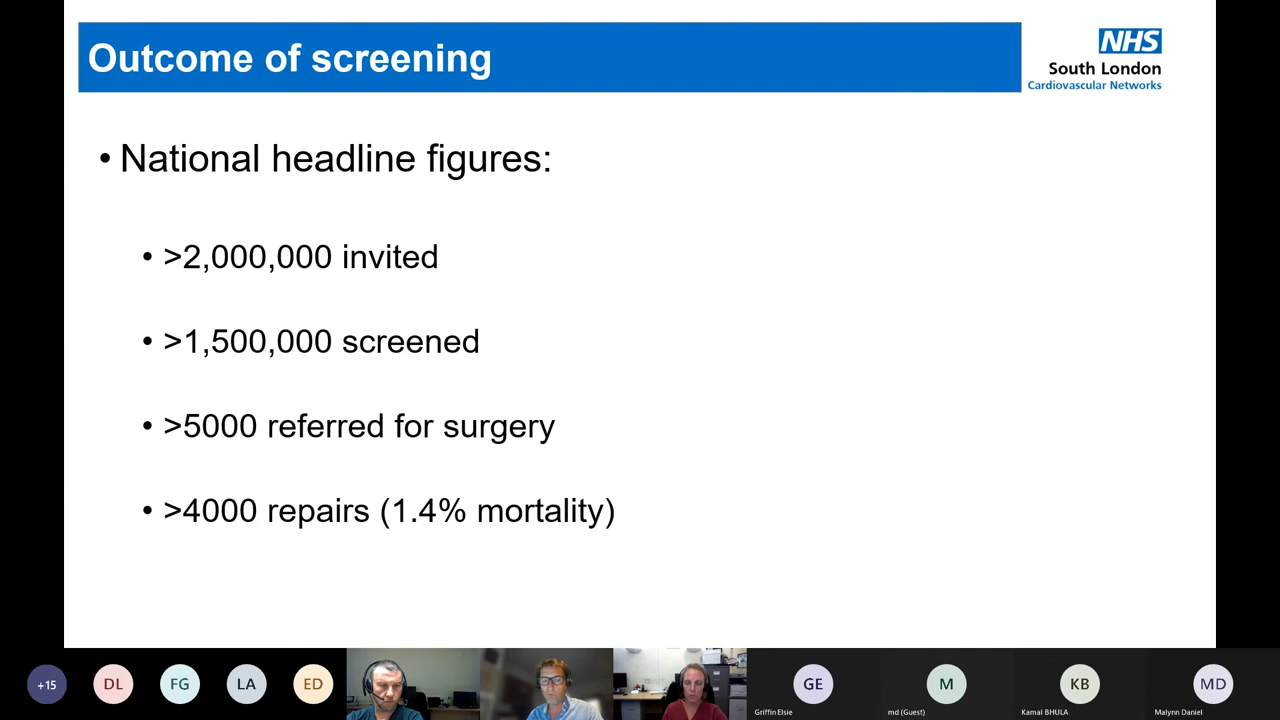 Outcome of screening
NHS
South London
Cardiovascular Networks
• National headline figures:
• >2,000,000 invited
• >1,500,000 screened
• >5000 referred for surgery
• >4000 repairs (1.4% mortality)
+15
DL
FG
LA
ED
GE
M
KB
MD
Griffin Elsie
md (Guest)
Kamal BHULA
Malynn Daniel